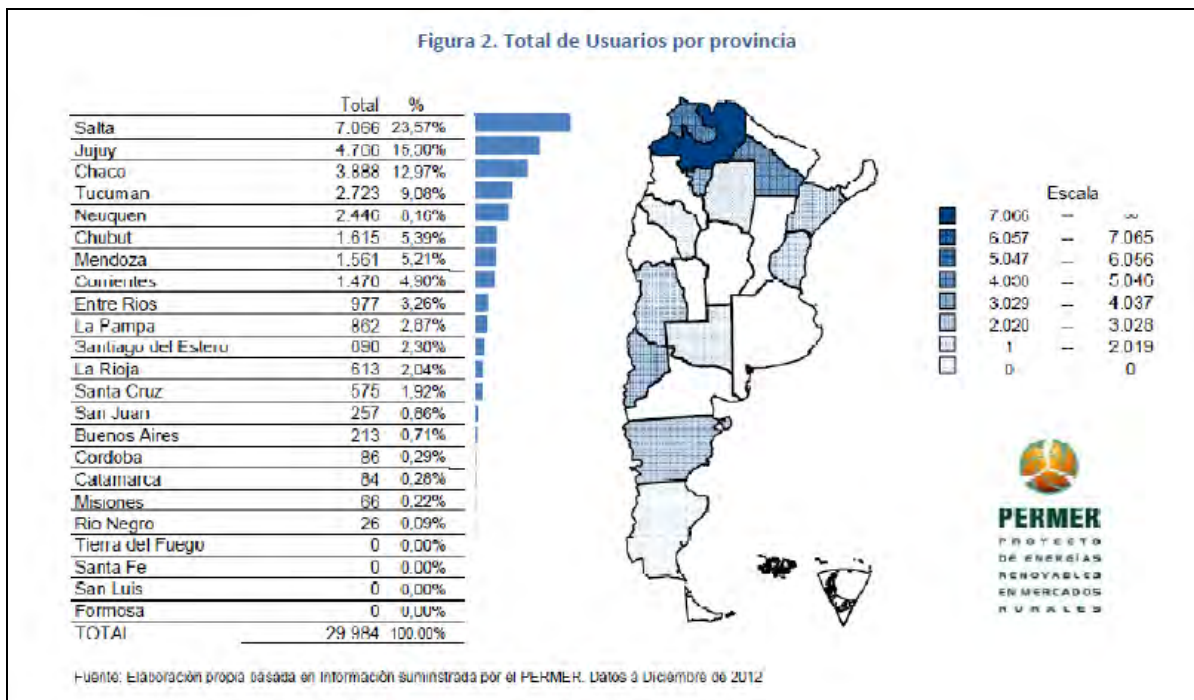 Figura 2. Total de Usuarios por provincia
Total %
Salta 7.066 23,57%
Jujuy 4.766 15,90%
Chaco 3.888 12,97%
Tucuman 2.723 9,08%
Neuquen 2.446 8,16%
Chubut 1.615 5,39%
Mendoza 1.561 5,21%
Corrientes 1.470 4,90%
Entre Rios 977 3,26%
La Pampa 862 2,87%
Santiago del Estero 690 2,30%
La Rioja 613 2,04%
Santa Cruz 575 1,92%
San Juan 257 0,86%
Buenos Aires 213 0,71%
Cordoba 86 0,29%
Catamarca 84 0,28%
Misiones 66 0,22%
Rio Negro 26 0,09%
Tierra del Fuego 0 0,00%
Santa Fe 0 0,00%
San Luis 0 0,00%
Formosa 0 0,00%
TOTAL 29.984 100,00%
Escala
7.066 – ∞
6.057 – 7.065
5.047 – 6.056
4.038 – 5.046
3.029 – 4.037
2.020 – 3.028
1 – 2.019
0 0
PERMER
PROYECTO
DE ENERGÍAS
RENOVABLES
EN MERCADOS
RURALES
Fuente: Elaboración propia basada en Información suministrada por el PERMER. Datos a Diciembre de 2012